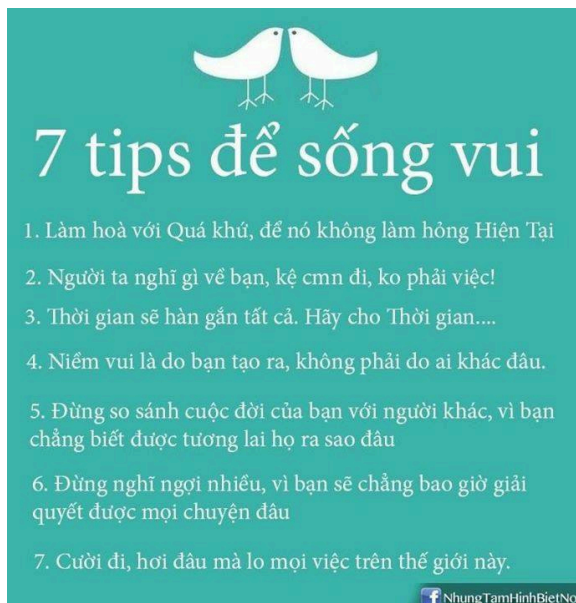 7 tips để sống vui
1. Làm hoà với Quá khứ, để nó không làm hỏng Hiện Tại
2. Người ta nghĩ gì về bạn, kệ cmn đi, ko phải việc!
3. Thời gian sẽ hàn gắn tất cả. Hãy cho Thời gian....
4. Niềm vui là do bạn tạo ra, không phải do ai khác đâu.
5. Đừng so sánh cuộc đời của bạn với người khác, vì bạn
chẳng biết được tương lai họ ra sao đâu
6. Đừng nghĩ ngợi nhiều, vì bạn sẽ chẳng bao giờ giải
quyết được mọi chuyện đâu
7. Cười đi, hơi đâu mà lo mọi việc trên thế giới này.
f NhungTamHinhBietNo